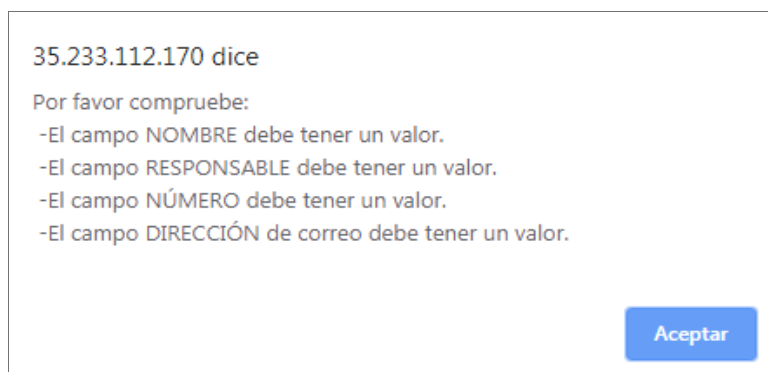 35.233.112.170 dice
Por favor compruebe:
-El campo NOMBRE debe tener un valor.
-El campo RESPONSABLE debe tener un valor.
-El campo NÚMERO debe tener un valor.
-El campo DIRECCIÓN de correo debe tener un valor.
Aceptar